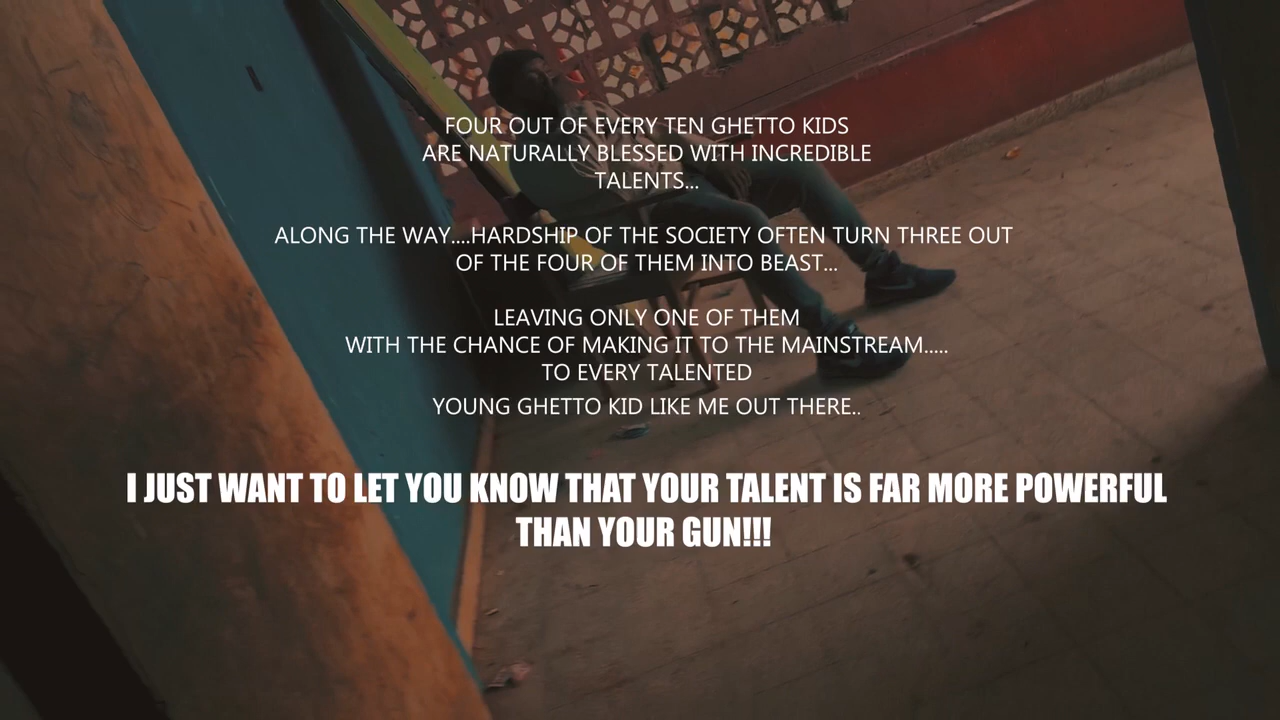 FOUR OUT OF EVERY TEN GHETTO KIDS
ARE NATURALLY BLESSED WITH INCREDIBLE
TALENTS...
ALONG THE WAY....HARDSHIP OF THE SOCIETY OFTEN TURN THREE OUT
OF THE FOUR OF THEM INTO BEAST...
LEAVING ONLY ONE OF THEM
WITH THE CHANCE OF MAKING IT TO THE MAINSTREAM.....
TO EVERY TALENTED
YOUNG GHETTO KID LIKE ME OUT THERE..
I JUST WANT TO LET YOU KNOW THAT YOUR TALENT IS FAR MORE POWERFUL
THAN YOUR GUN!!!